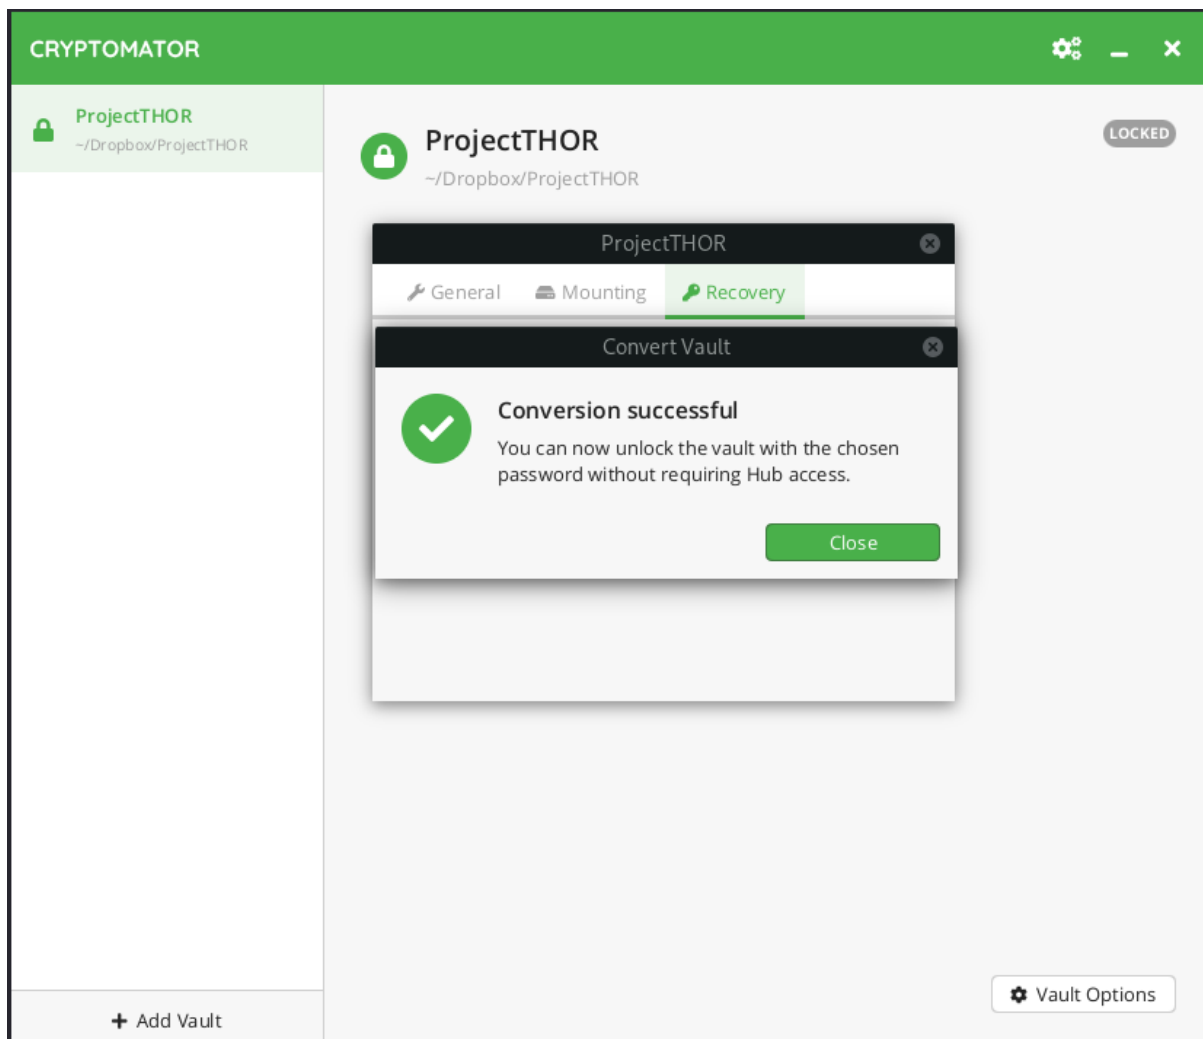 CRYPTOMATOR
ProjectTHOR
~/Dropbox/ProjectTHOR
ProjectTHOR
~/Dropbox/ProjectTHOR
LOCKED
ProjectTHOR
General Mounting Recovery
Convert Vault
Conversion successful
You can now unlock the vault with the chosen
password without requiring Hub access.
Close
Vault Options
+ Add Vault